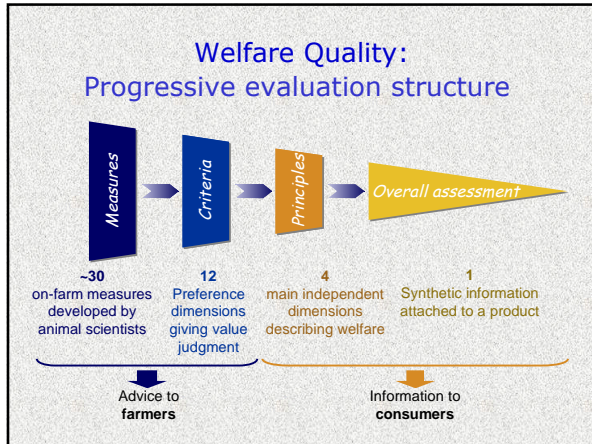 Welfare Quality:
Progressive evaluation structure
Measures
Criteria
Principles
Overall assessment
~30
on-farm measures
developed by
animal scientists
12
Preference
dimensions
giving value
judgment
4
main independent
dimensions
describing welfare
1
Synthetic information
attached to a product
Advice to
farmers
Information to
consumers